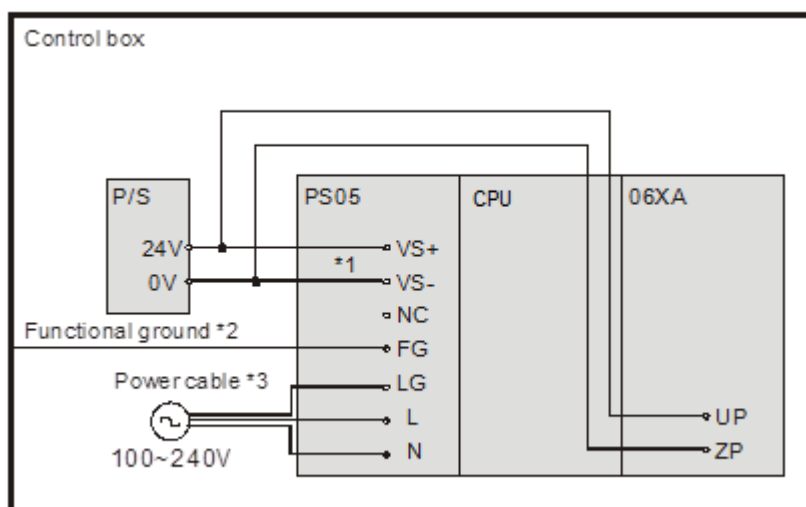 Control box
P/S
PS05
CPU
06XA
24V
VS+
0V
*1
VS-
NC
Functional ground *2
FG
Power cable *3
LG
L
UP
100~240V
N
ZP